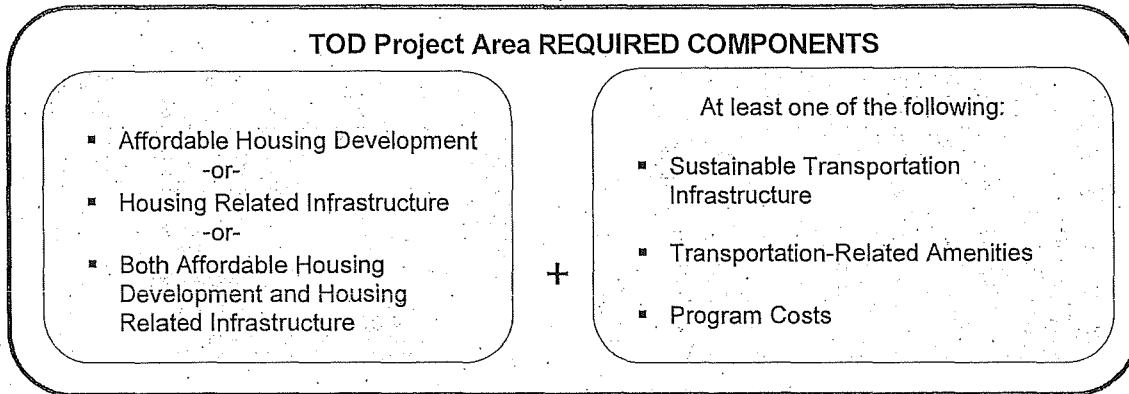 TOD Project Area REQUIRED COMPONENTS
▪ Affordable Housing Development
-or-
▪ Housing Related Infrastructure
-or-
▪ Both Affordable Housing
Development and Housing
Related Infrastructure
+
At least one of the following:
▪ Sustainable Transportation
Infrastructure
▪ Transportation-Related Amenities
▪ Program Costs